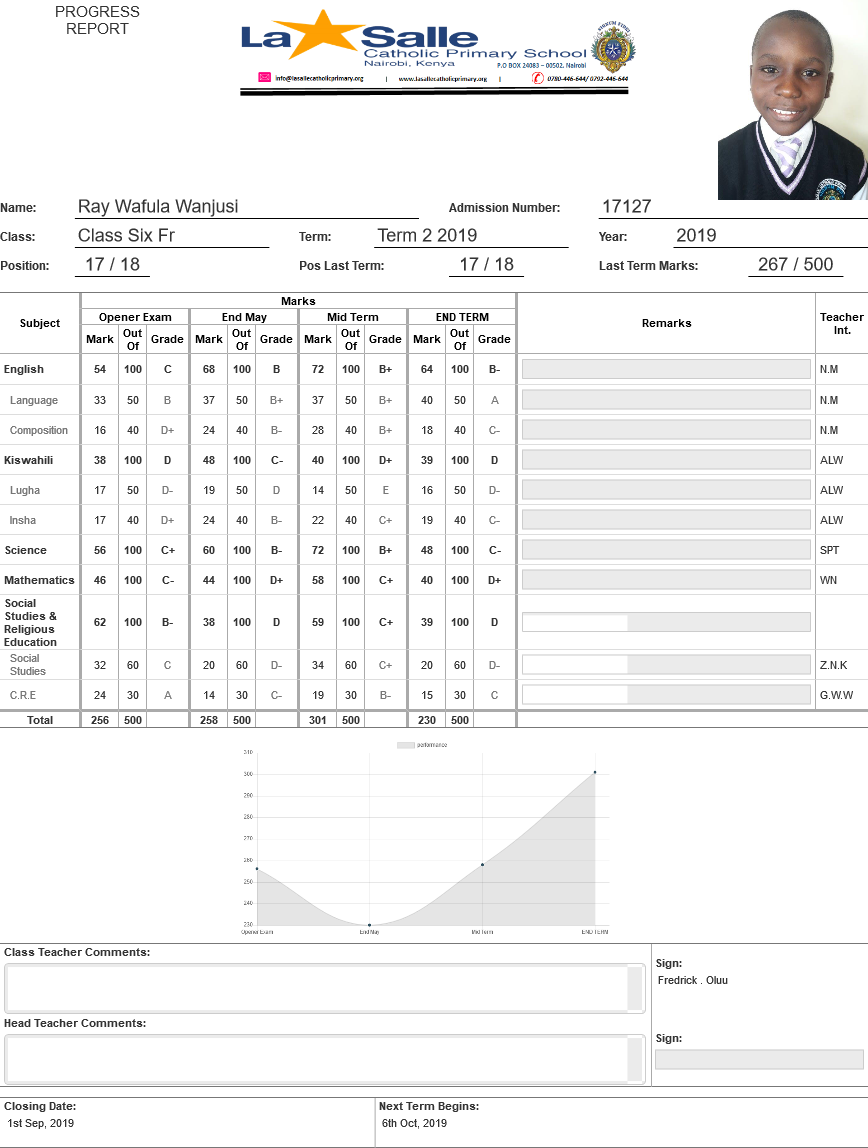 PROGRESS
REPORT
La Salle
Catholic Primary School
Nairobi, Kenya
P.O BOX 24083 – 00502, Nairobi
info@lasallecatholicprimary.org | www.lasallecatholicprimary.org | 0780-446-644/ 0792-446-644
Name: Ray Wafula Wanjusi Admission Number: 17127
Class: Class Six Fr Term: Term 2 2019 Year: 2019
Position: 17 / 18 Pos Last Term: 17 / 18 Last Term Marks: 267 / 500
Subject Marks Remarks Teacher Int.
Opener Exam End May Mid Term END TERM
Mark Out Of Grade Mark Out Of Grade Mark Out Of Grade Mark Out Of Grade
English 54 100 C 68 100 B 72 100 B+ 64 100 B- N.M
Language 33 50 B 37 50 B+ 37 50 B+ 40 50 A N.M
Composition 16 40 D+ 24 40 B- 28 40 B+ 18 40 C- N.M
Kiswahili 38 100 D 48 100 C- 40 100 D+ 39 100 D ALW
Lugha 17 50 D- 19 50 D 14 50 E 16 50 D- ALW
Insha 17 40 D+ 24 40 B- 22 40 C+ 19 40 C- ALW
Science 56 100 C+ 60 100 B- 72 100 B+ 48 100 C- SPT
Mathematics 46 100 C- 44 100 D+ 58 100 C+ 40 100 D+ WN
Social
Studies &
Religious
Education 62 100 B- 38 100 D 59 100 C+ 39 100 D
Social
Studies 32 60 C 20 60 D- 34 60 C+ 20 60 D- Z.N.K
C.R.E 24 30 A 14 30 C- 19 30 B- 15 30 C G.W.W
Total 256 500 258 500 301 500 230 500
performance
310
300
290
280
270
260
250
240
230
Opener Exam End May Mid Term END TERM
Class Teacher Comments:
Sign:
Fredrick . Oluu
Head Teacher Comments:
Sign:
Closing Date: Next Term Begins:
1st Sep, 2019 6th Oct, 2019